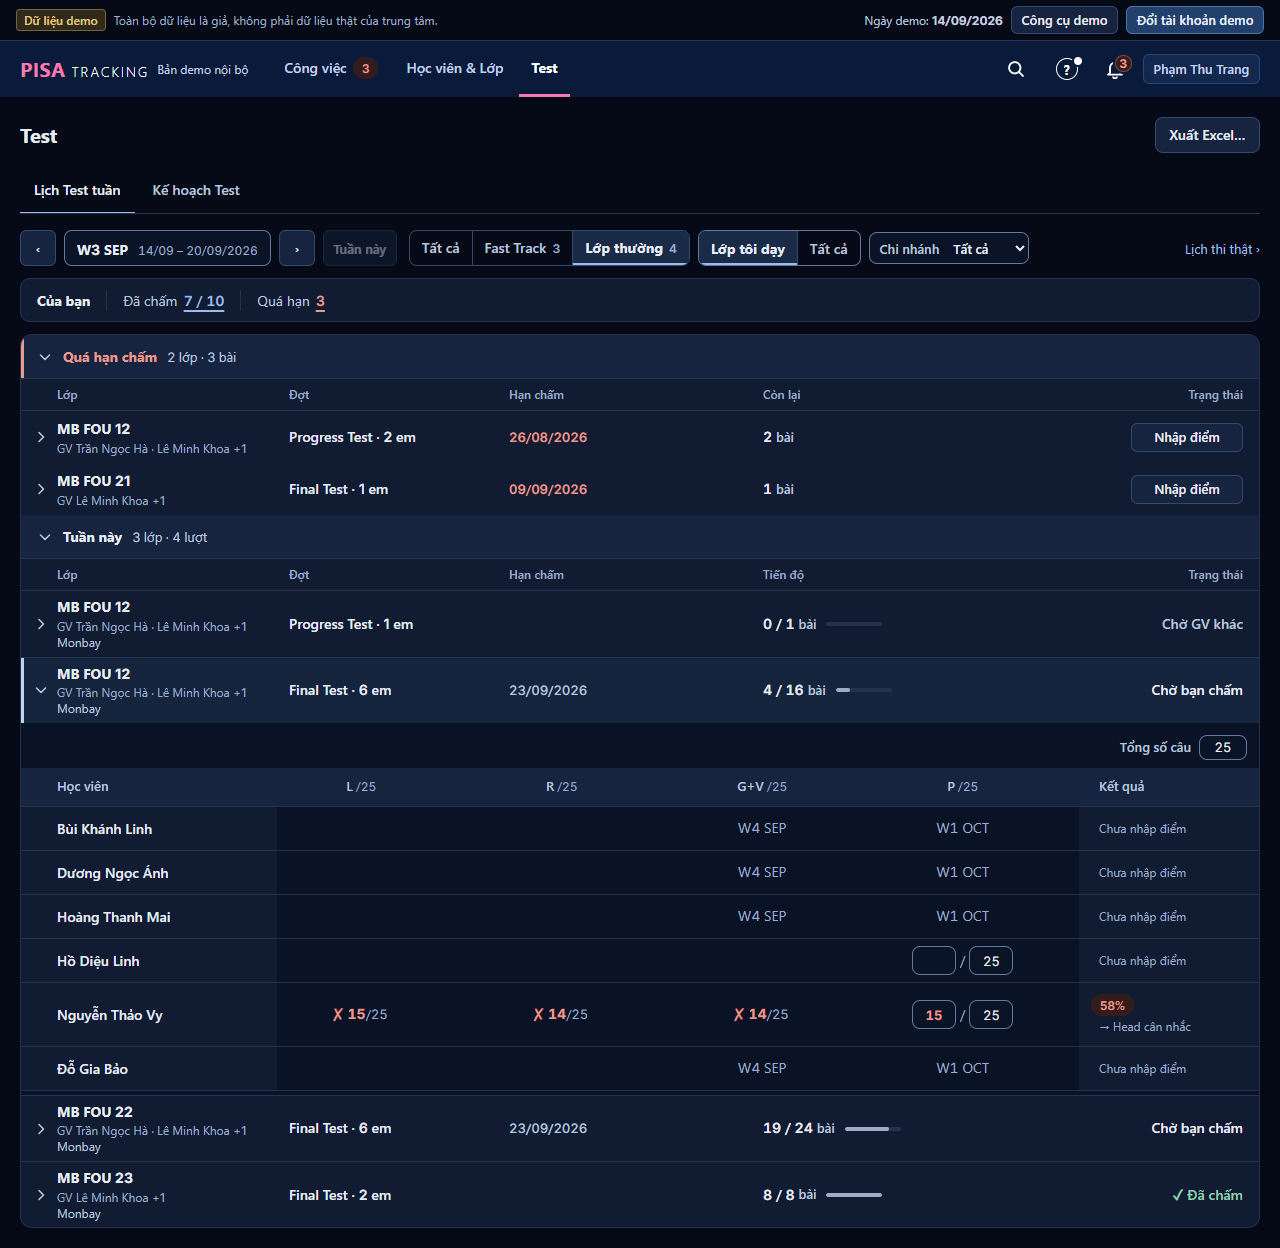 Dữ liệu demo Toàn bộ dữ liệu là giả, không phải dữ liệu thật của trung tâm. Ngày demo: 14/09/2026 Công cụ demo Đổi tài khoản demo
PISA TRACKING Bản demo nội bộ Công việc 3 Học viên & Lớp Test ? 3 Phạm Thu Trang
Test Xuất Excel...
Lịch Test tuần Kế hoạch Test
‹ W3 SEP 14/09 – 20/09/2026 › Tuần này Tất cả Fast Track 3 Lớp thường 4 Lớp tôi dạy Tất cả Chi nhánh Tất cả Lịch thi thật ›
Của bạn Đã chấm 7 / 10 Quá hạn 3
Quá hạn chấm 2 lớp · 3 bài
Lớp Đợt Hạn chấm Còn lại Trạng thái
MB FOU 12
GV Trần Ngọc Hà · Lê Minh Khoa +1
Progress Test · 2 em 26/08/2026 2 bài Nhập điểm
MB FOU 21
GV Lê Minh Khoa +1
Final Test · 1 em 09/09/2026 1 bài Nhập điểm
Tuần này 3 lớp · 4 lượt
Lớp Đợt Hạn chấm Tiến độ Trạng thái
MB FOU 12
GV Trần Ngọc Hà · Lê Minh Khoa +1
Monbay
Progress Test · 1 em 0 / 1 bài Chờ GV khác
MB FOU 12
GV Trần Ngọc Hà · Lê Minh Khoa +1
Monbay
Final Test · 6 em 23/09/2026 4 / 16 bài Chờ bạn chấm
Tổng số câu 25
Học viên L /25 R /25 G+V /25 P /25 Kết quả
Bùi Khánh Linh W4 SEP W1 OCT Chưa nhập điểm
Dương Ngọc Ánh W4 SEP W1 OCT Chưa nhập điểm
Hoàng Thanh Mai W4 SEP W1 OCT Chưa nhập điểm
Hồ Diệu Linh / 25 Chưa nhập điểm
Nguyễn Thảo Vy ✗ 15/25 ✗ 14/25 ✗ 14/25 15 / 25 58%
→ Head cân nhắc
Đỗ Gia Bảo W4 SEP W1 OCT Chưa nhập điểm
MB FOU 22
GV Trần Ngọc Hà · Lê Minh Khoa +1
Monbay
Final Test · 6 em 23/09/2026 19 / 24 bài Chờ bạn chấm
MB FOU 23
GV Lê Minh Khoa +1
Monbay
Final Test · 2 em 8 / 8 bài ✓ Đã chấm